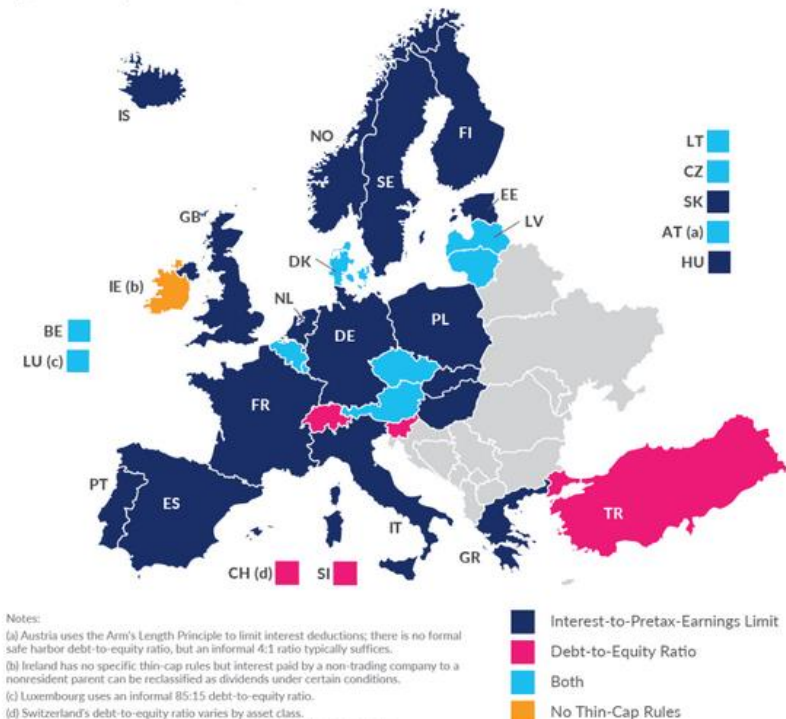 IS
NO
FI
SE
EE
LV
GB
DK
IE (b)
NL
DE
PL
LT
CZ
SK
AT (a)
HU
BE
LU (c)
FR
PT
ES
IT
GR
TR
CH (d)
SI
Notes:
(a) Austria uses the Arm's Length Principle to limit interest deductions; there is no formal
safe harbor debt-to-equity ratio, but an informal 4:1 ratio typically suffices.
(b) Ireland has no specific thin-cap rules but interest paid by a non-trading company to a
nonresident parent can be reclassified as dividends under certain conditions.
(c) Luxembourg uses an informal 85:15 debt-to-equity ratio.
(d) Switzerland's debt-to-equity ratio varies by asset class.
Interest-to-Pretax-Earnings Limit
Debt-to-Equity Ratio
Both
No Thin-Cap Rules